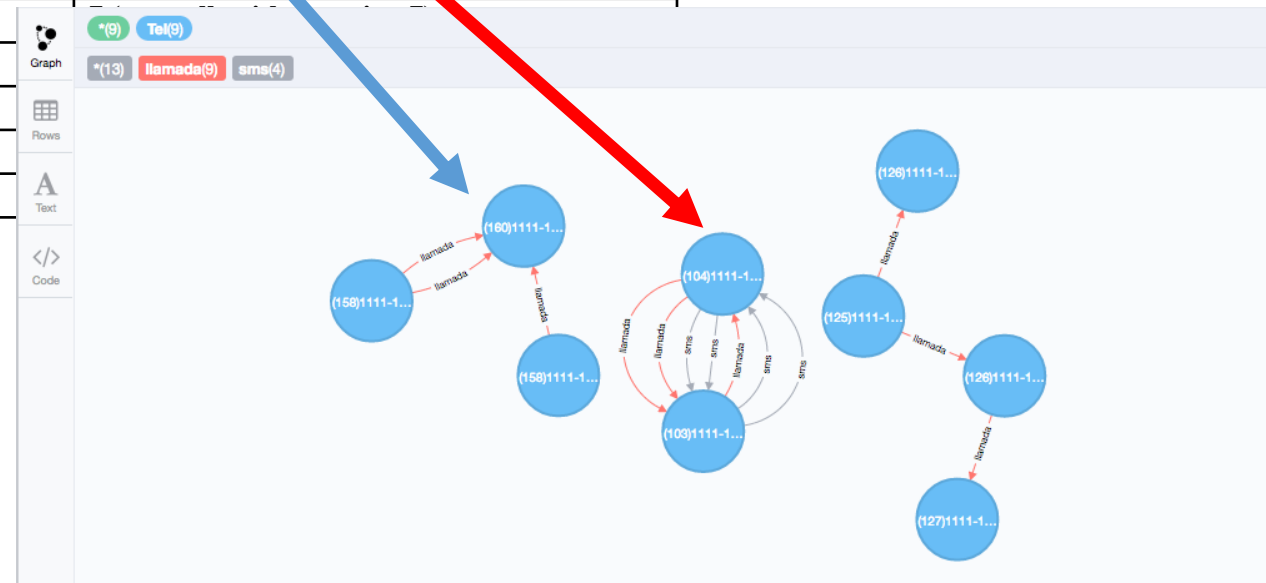 *(9) Tel(9)
Graph
*(13) llamada(9) sms(4)
Rows
A
Text
</>
Code
(126)1111-1...
(160)1111-1...
llamada
llamada
llamada
(104)1111-1...
(158)1111-1...
llamada
(125)1111-1...
llamada
llamada
llamada
sms
sms
llamada
sms
sms
llamada
(158)1111-1...
(126)1111-1...
(103)1111-1...
llamada
(127)1111-1...